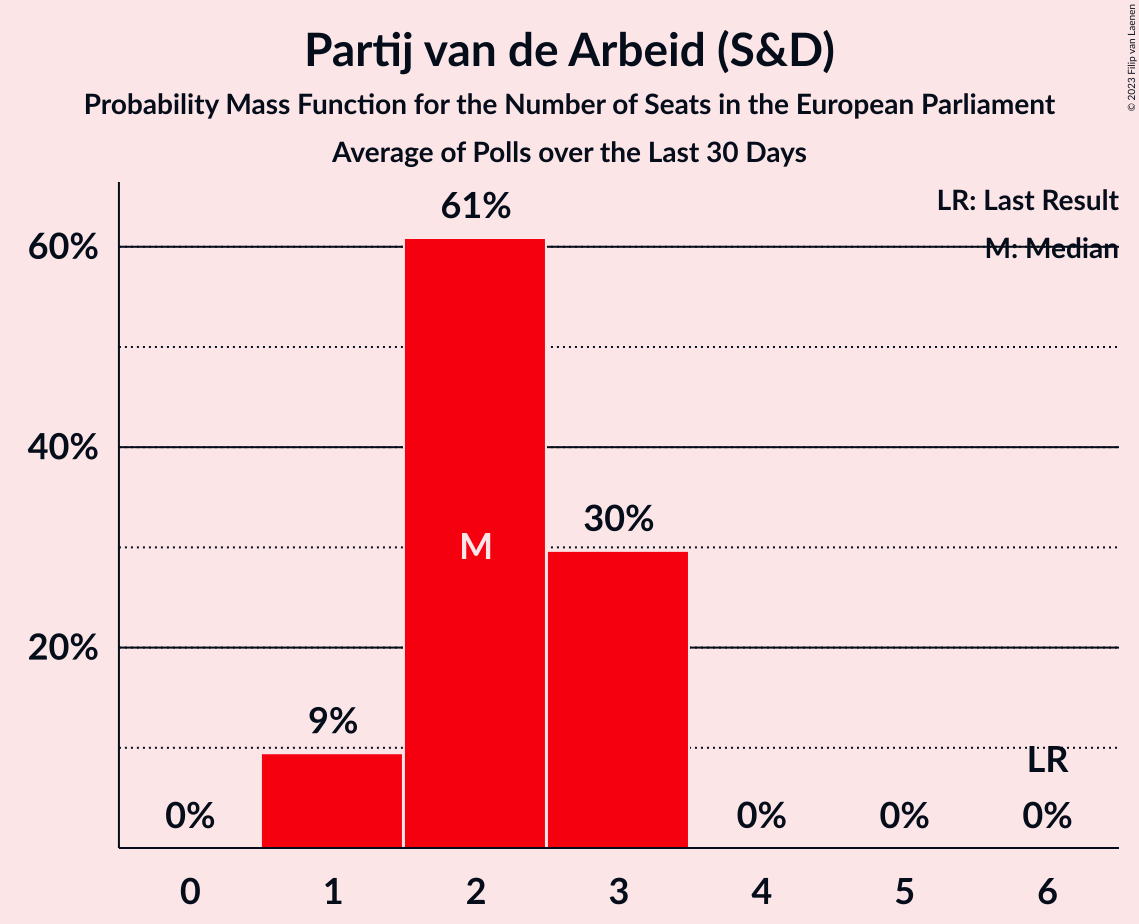 Partij van de Arbeid (S&D)
Probability Mass Function for the Number of Seats in the European Parliament
Average of Polls over the Last 30 Days
© 2023 Filip van Laenen
LR: Last Result
M: Median
61%
60%
40%
30%
M
20%
9%
LR
0%
0%
0%
0%
0 1 2 3 4 5 6